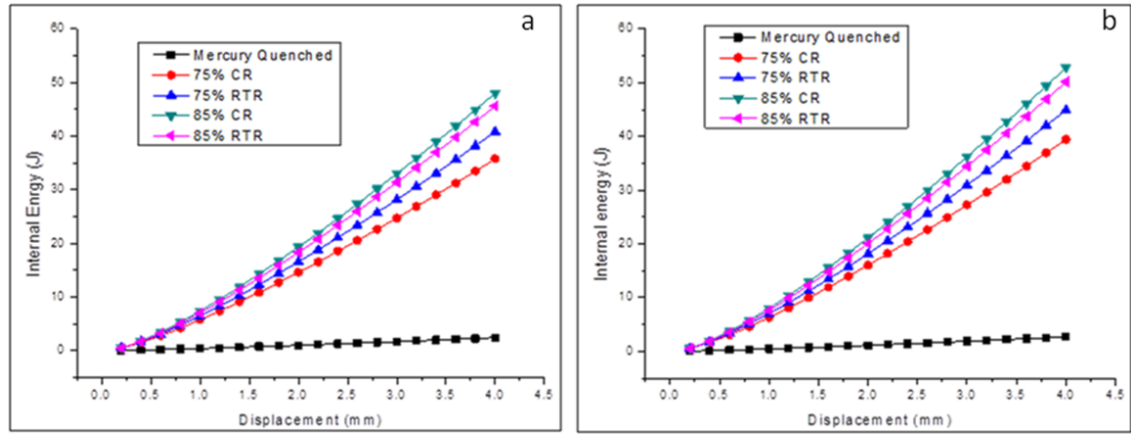 a
60
50
40
30
20
10
0
Internal Energy (J)
Mercury Quenched
75% CR
75% RTR
85% CR
85% RTR
0.0 0.5 1.0 1.5 2.0 2.5 3.0 3.5 4.0 4.5
Displacement (mm)
b
60
50
40
30
20
10
0
Internal energy (J)
Mercury Quenched
75% CR
75% RTR
85% CR
85% RTR
0.0 0.5 1.0 1.5 2.0 2.5 3.0 3.5 4.0 4.5
Displacement (mm)